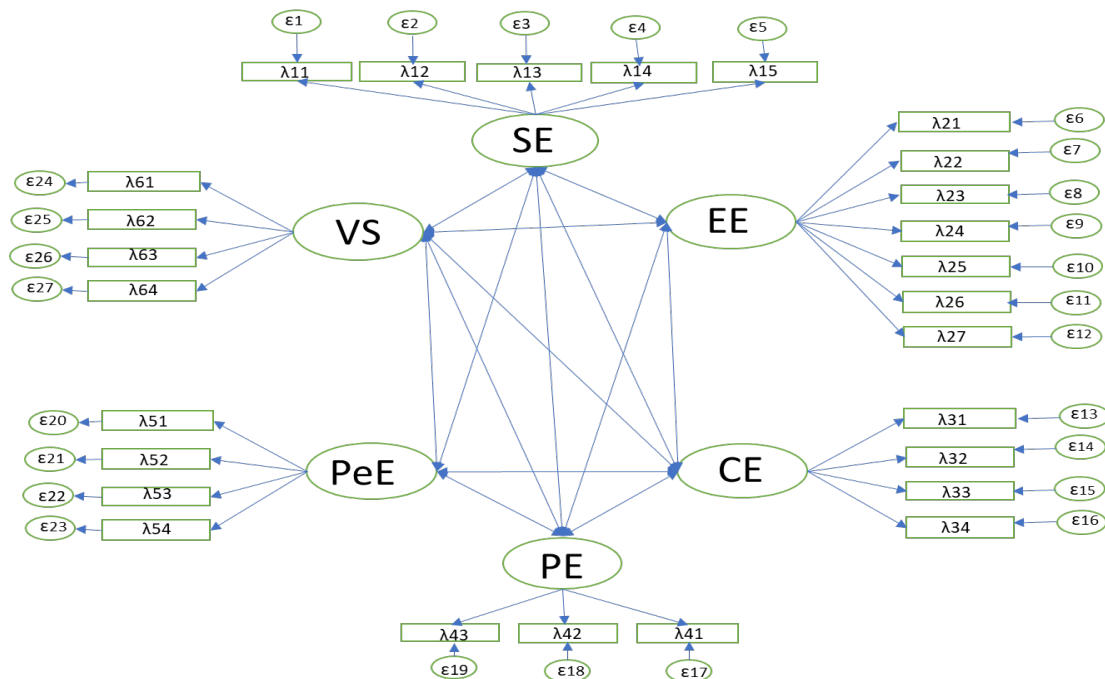 ε1 ε2 ε3 ε4 ε5
λ11 λ12 λ13 λ14 λ15
SE
VS
EE
PeE
CE
PE
ε24 λ61
ε25 λ62
ε26 λ63
ε27 λ64
λ21 ε6
λ22 ε7
λ23 ε8
λ24 ε9
λ25 ε10
λ26 ε11
λ27 ε12
ε20 λ51
ε21 λ52
ε22 λ53
ε23 λ54
λ31 ε13
λ32 ε14
λ33 ε15
λ34 ε16
λ43 λ42 λ41
ε19 ε18 ε17